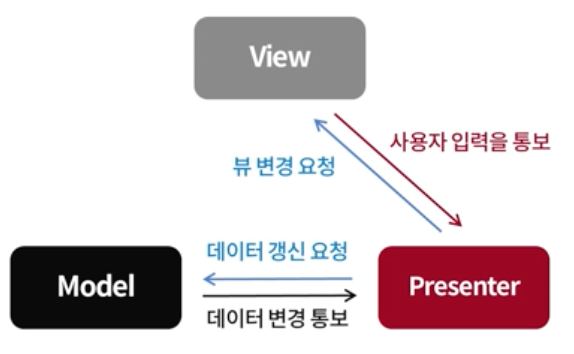 View
사용자 입력을 통보
뷰 변경 요청
데이터 갱신 요청
Model
Presenter
데이터 변경 통보